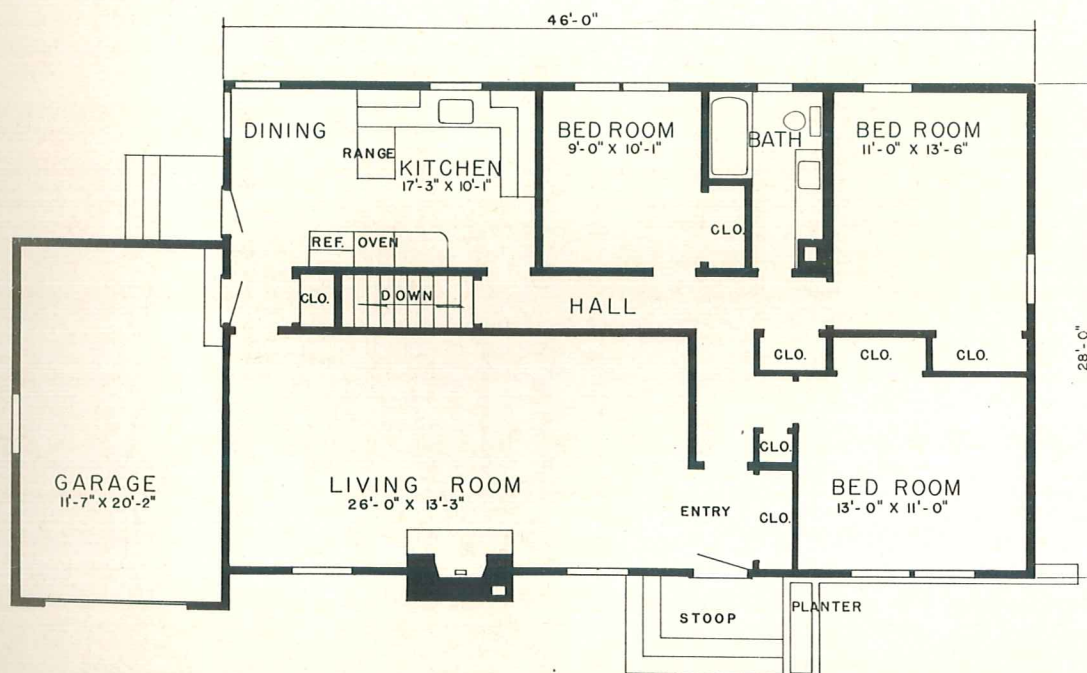 46'-0"
DINING
RANGE
KITCHEN
17'-3" X 10'-1"
BED ROOM
9'-0" X 10'-1"
BATH
BED ROOM
11'-0" X 13'-6"
CLO.
REF. OVEN
CLO.
DOWN
HALL
CLO.
CLO.
CLO.
28'-0"
CLO.
GARAGE
11'-7" X 20'-2"
LIVING ROOM
26'-0" X 13'-3"
ENTRY
CLO.
BED ROOM
13'-0" X 11'-0"
STOOP
PLANTER